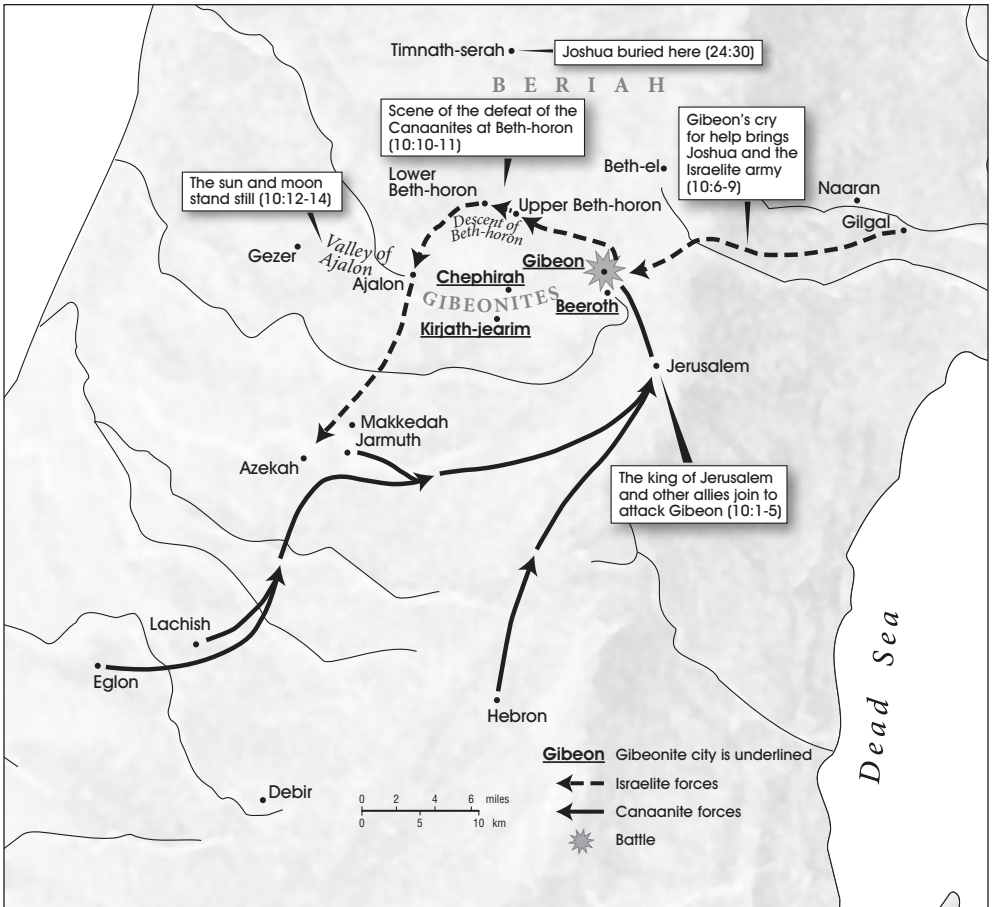 Timnath-serah
Joshua buried here (24:30)
BERIAH
Scene of the defeat of the
Canaanites at Beth-horon
(10:10-11)
Gibeon's cry
for help brings
Joshua and the
Israelite army
(10:6-9)
Beth-el
Lower
Beth-horon
The sun and moon
stand still (10:12-14)
Naaran
Upper Beth-horon
Gilgal
Descent of
Beth-horon
Gezer
Valley of
Ajalon
Gibeon
Ajalon
Chephirah
GIBEONITES
Beeroth
Kirjath-jearim
Jerusalem
Makkedah
Jarmuth
Azekah
The king of Jerusalem
and other allies join to
attack Gibeon (10:1-5)
Lachish
Eglon
Hebron
Dead Sea
Gibeon Gibeonite city is underlined
Israelite forces
Canaanite forces
Battle
Debir
0 2 4 6 miles
0 5 10 km